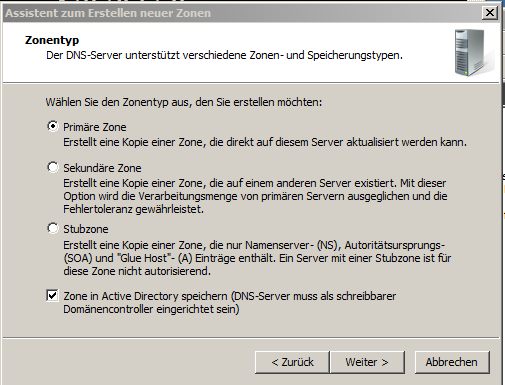 Assistent zum Erstellen neuer Zonen
Zonentyp
Der DNS-Server unterstützt verschiedene Zonen- und Speicherungstypen.
Wählen Sie den Zonentyp aus, den Sie erstellen möchten:
Primäre Zone
Erstellt eine Kopie einer Zone, die direkt auf diesem Server aktualisiert werden kann.
Sekundäre Zone
Erstellt eine Kopie einer Zone, die auf einem anderen Server existiert. Mit dieser
Option wird die Verarbeitungsmenge von primären Servern ausgeglichen und die
Fehlertoleranz gewährleistet.
Stubzone
Erstellt eine Kopie einer Zone, die nur Namenserver- (NS), Autoritätsursprungs-
(SOA) und "Glue Host"- (A) Einträge enthält. Ein Server mit einer Stubzone ist für
diese Zone nicht autorisierend.
Zone in Active Directory speichern (DNS-Server muss als schreibbarer
Domänencontroller eingerichtet sein)
< Zurück
Weiter >
Abbrechen